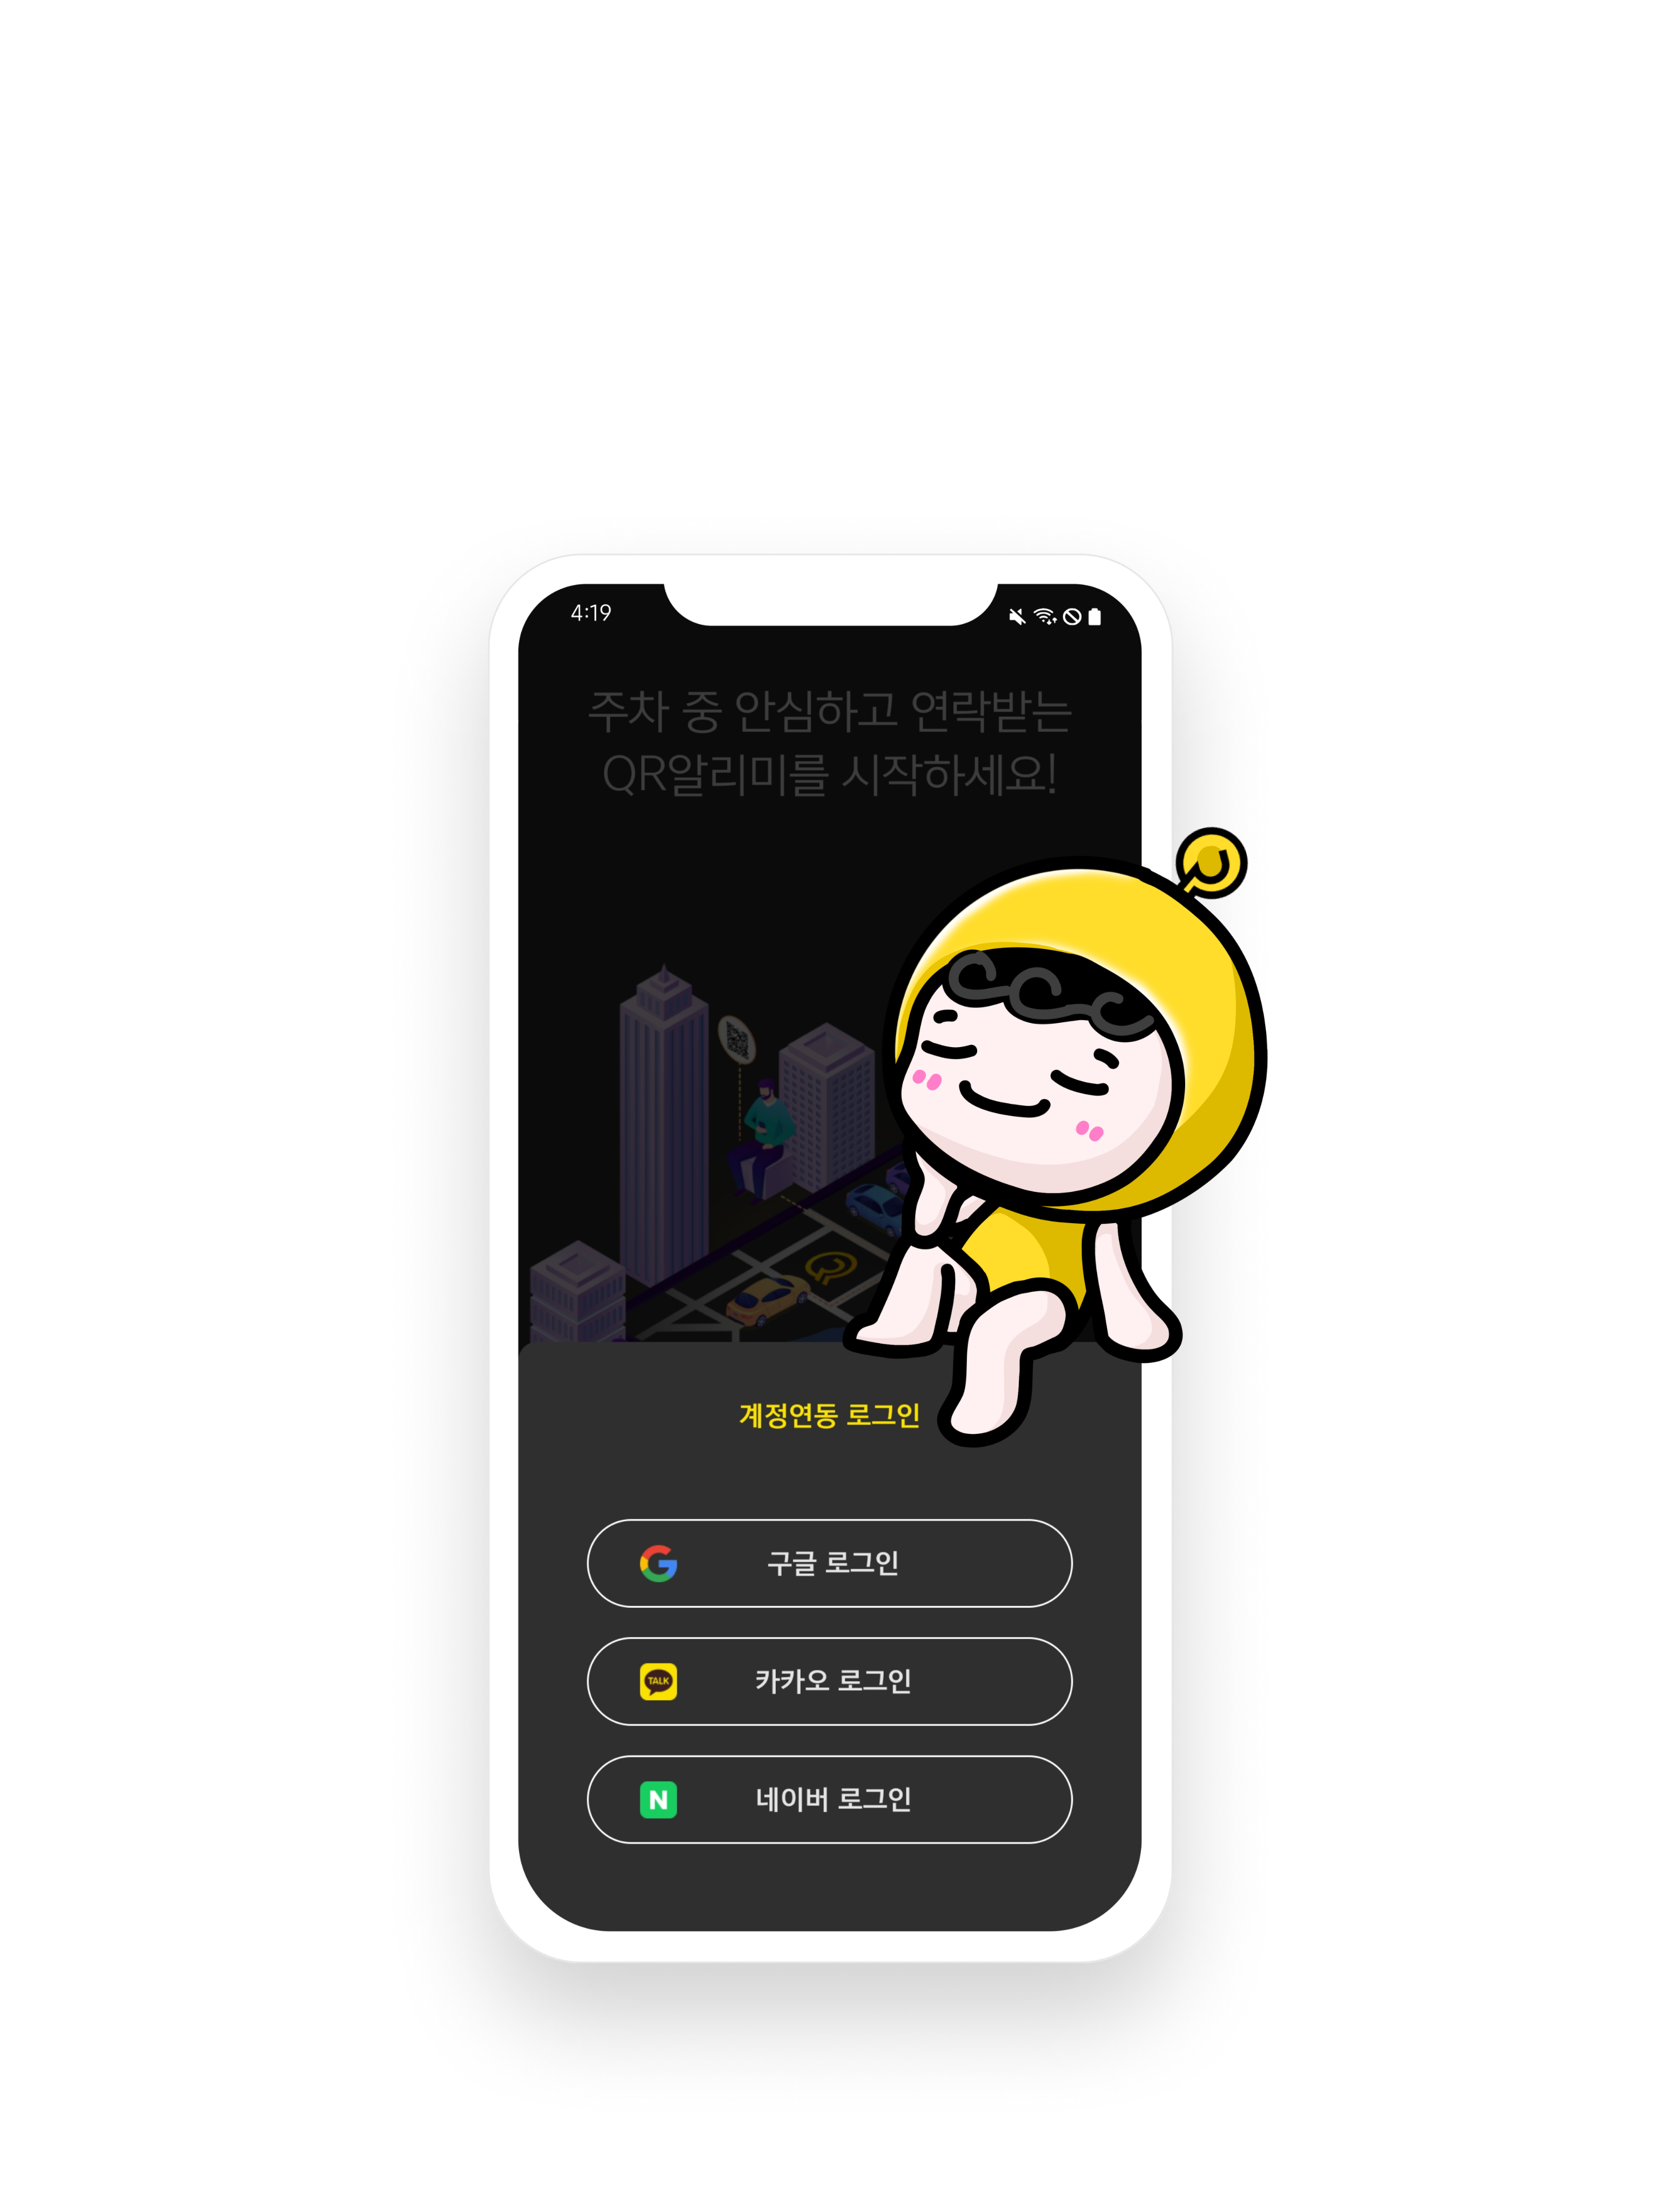 4:19
주차 중 안심하고 연락받는
QR알리미를 시작하세요!
계정연동 로그인
구글 로그인
TALK
카카오 로그인
N
네이버 로그인